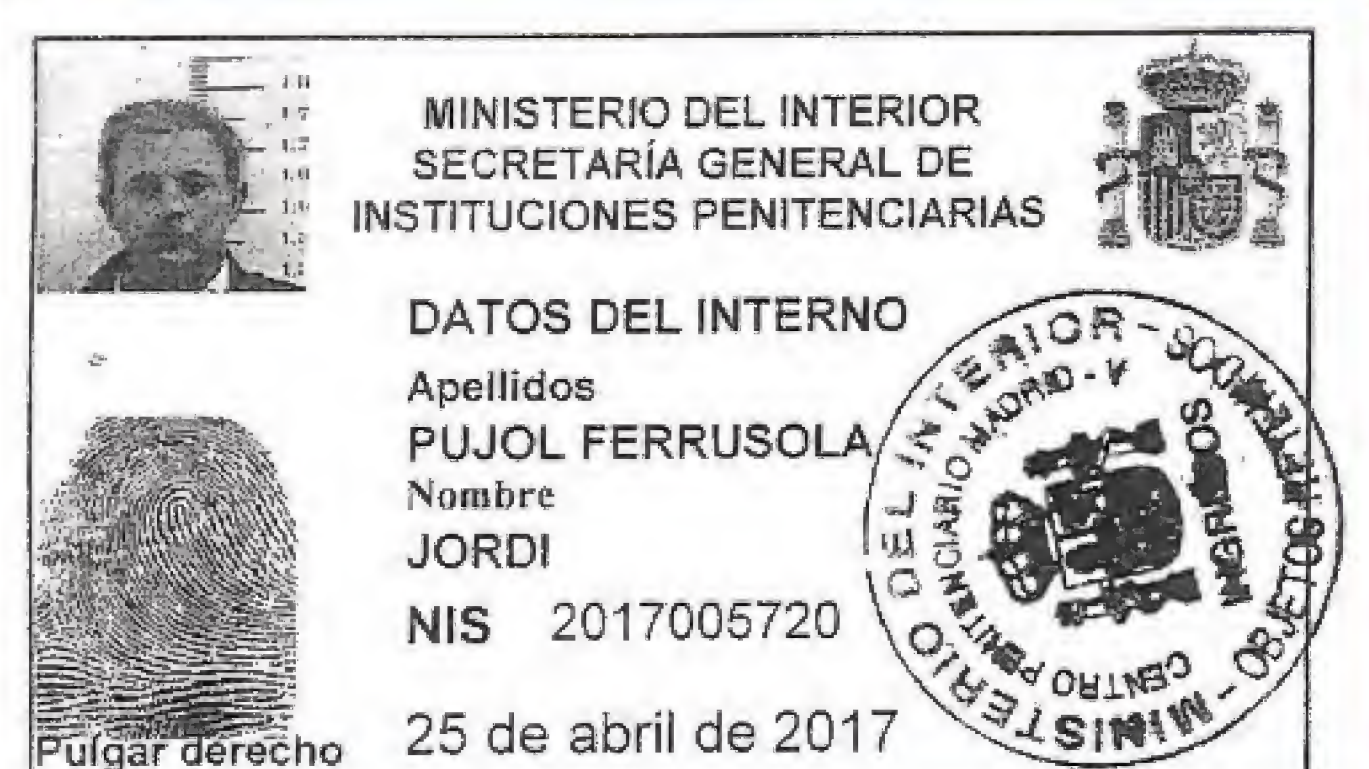 MINISTERIO DEL INTERIOR
SECRETARÍA GENERAL DE
INSTITUCIONES PENITENCIARIAS
DATOS DEL INTERNO
Apellidos
PUJOL FERRUSOLA
Nombre
JORDI
NIS 2017005720
25 de abril de 2017
Pulgar derecho
MINISTERIO DEL INTERIOR -
CENTRO PENITENCIARIO MADRID - V
INGRESOS